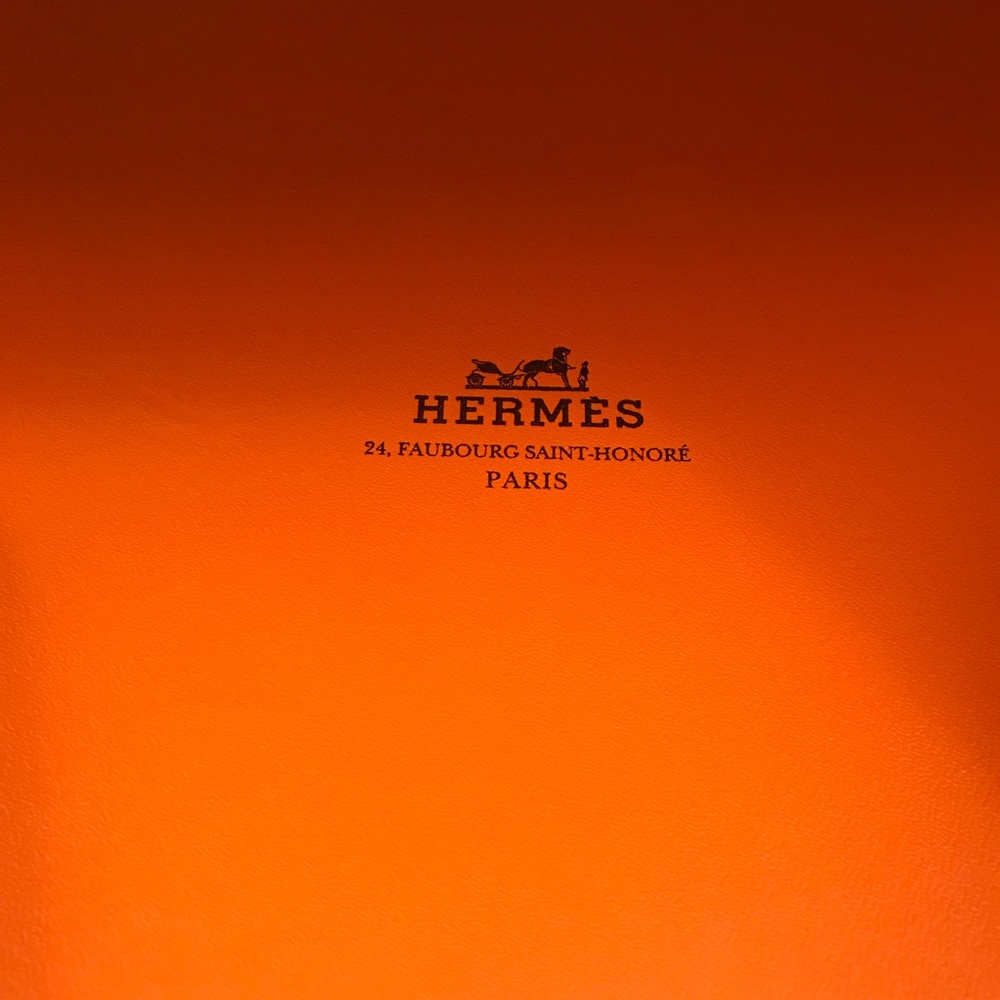 HERMÈS
24, FAUBOURG SAINT-HONORÉ
PARIS